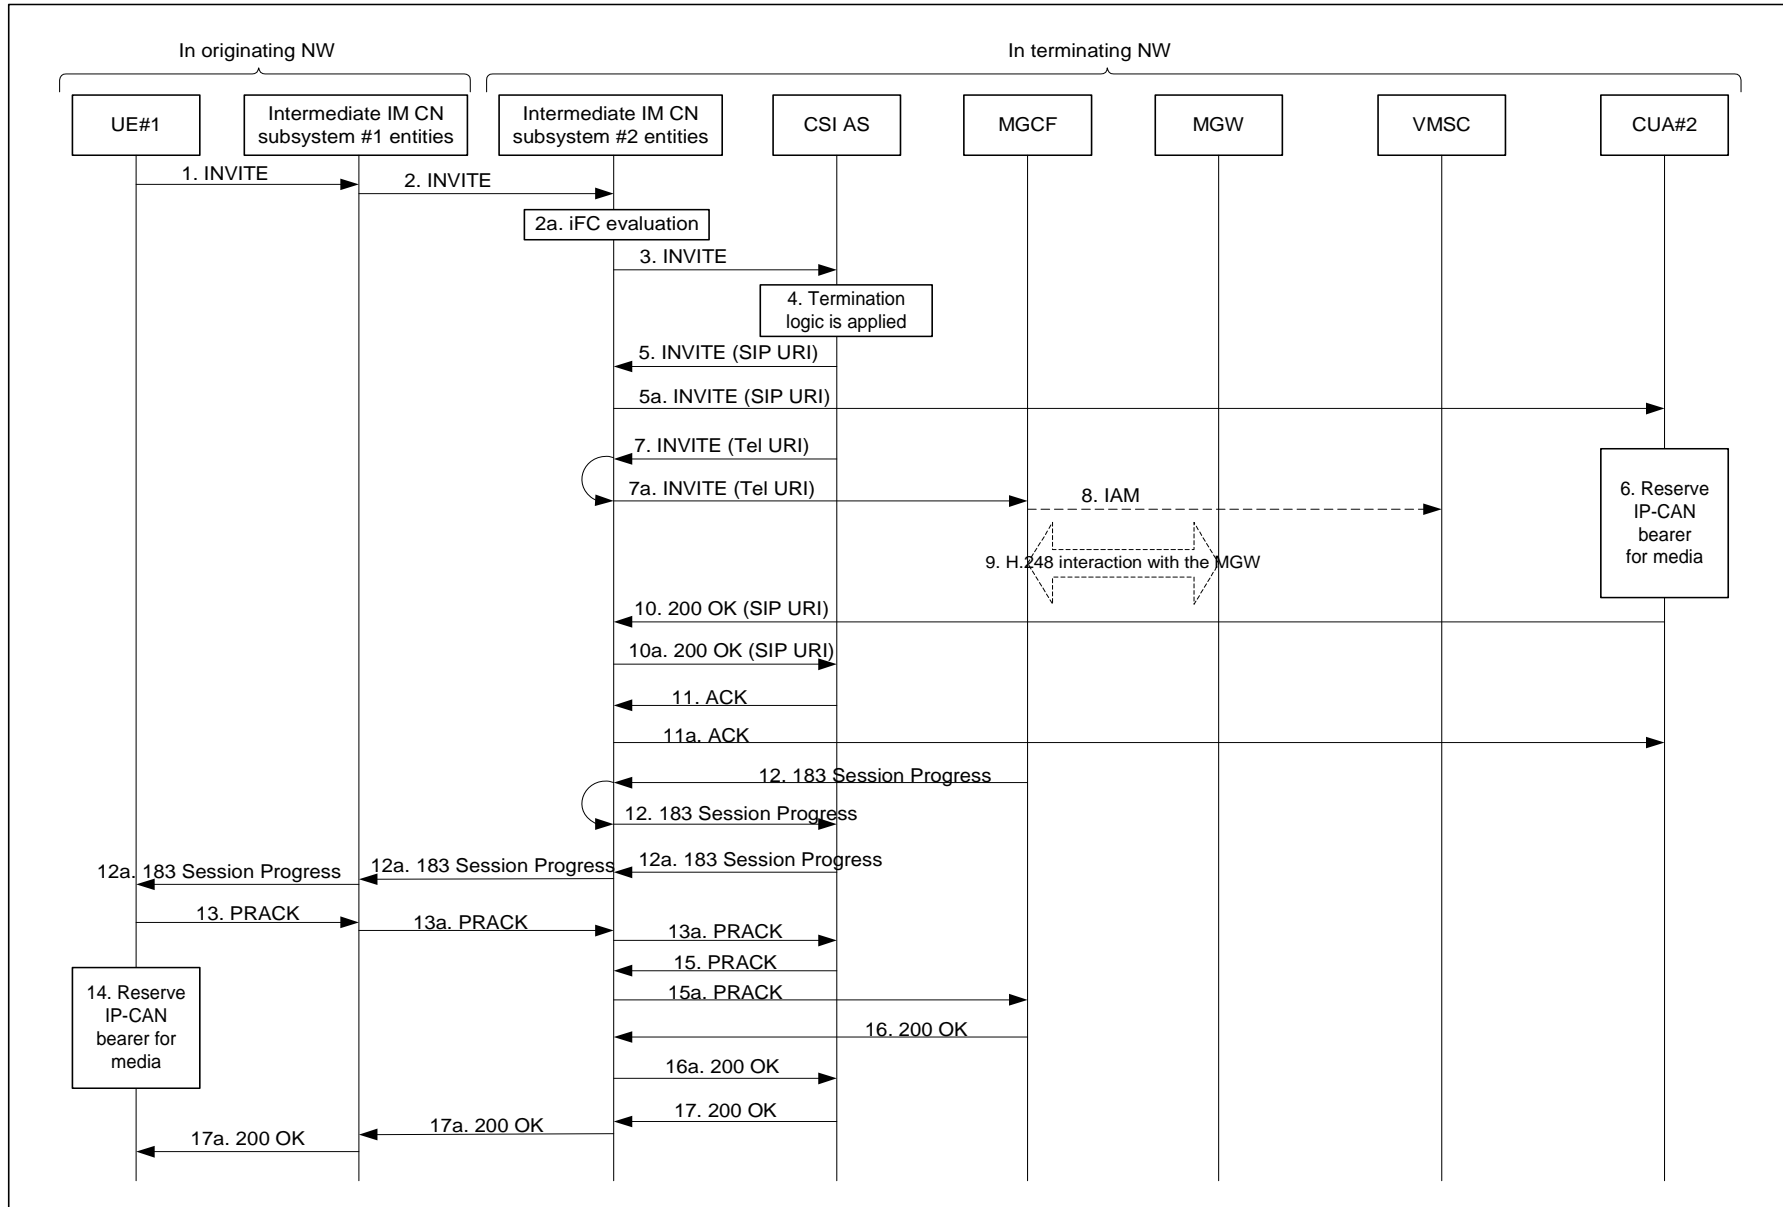 In originating NW
In terminating NW
UE#1
Intermediate IM CN
subsystem #1 entities
Intermediate IM CN
subsystem #2 entities
CSI AS
MGCF
MGW
VMSC
CUA#2
1. INVITE
2. INVITE
2a. iFC evaluation
3. INVITE
4. Termination
logic is applied
5. INVITE (SIP URI)
5a. INVITE (SIP URI)
7. INVITE (Tel URI)
7a. INVITE (Tel URI)
8. IAM
6. Reserve
IP-CAN
bearer
for media
9. H.248 interaction with the MGW
10. 200 OK (SIP URI)
10a. 200 OK (SIP URI)
11. ACK
11a. ACK
12. 183 Session Progress
12. 183 Session Progress
12a. 183 Session Progress
12a. 183 Session Progress
12a. 183 Session Progress
13. PRACK
13a. PRACK
13a. PRACK
15. PRACK
14. Reserve
IP-CAN
bearer for
media
15a. PRACK
16. 200 OK
16a. 200 OK
17. 200 OK
17a. 200 OK
17a. 200 OK